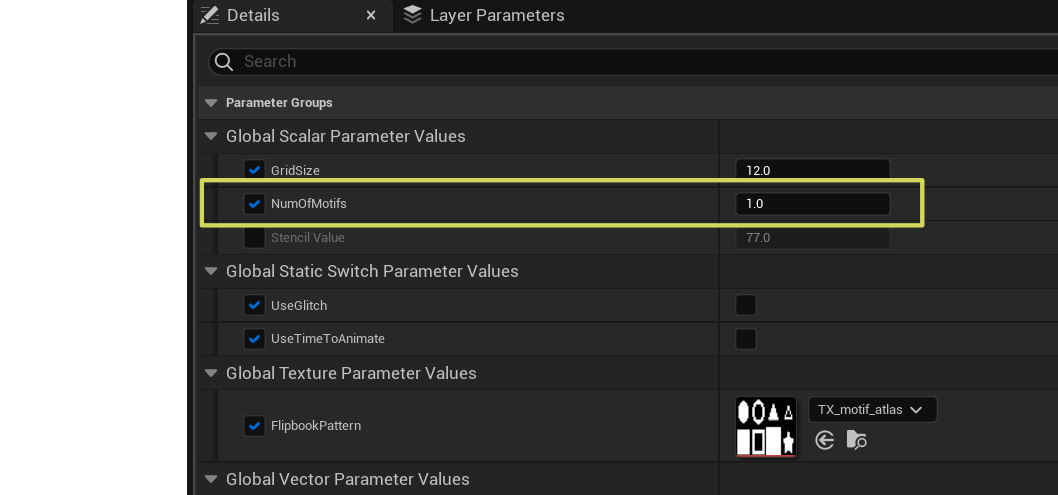 Details
Layer Parameters
Search
Parameter Groups
Global Scalar Parameter Values
GridSize 12.0
NumOfMotifs 1.0
Stencil Value 77.0
Global Static Switch Parameter Values
UseGlitch
UseTimeToAnimate
Global Texture Parameter Values
TX_motif_atlas
FlipbookPattern
Global Vector Parameter Values